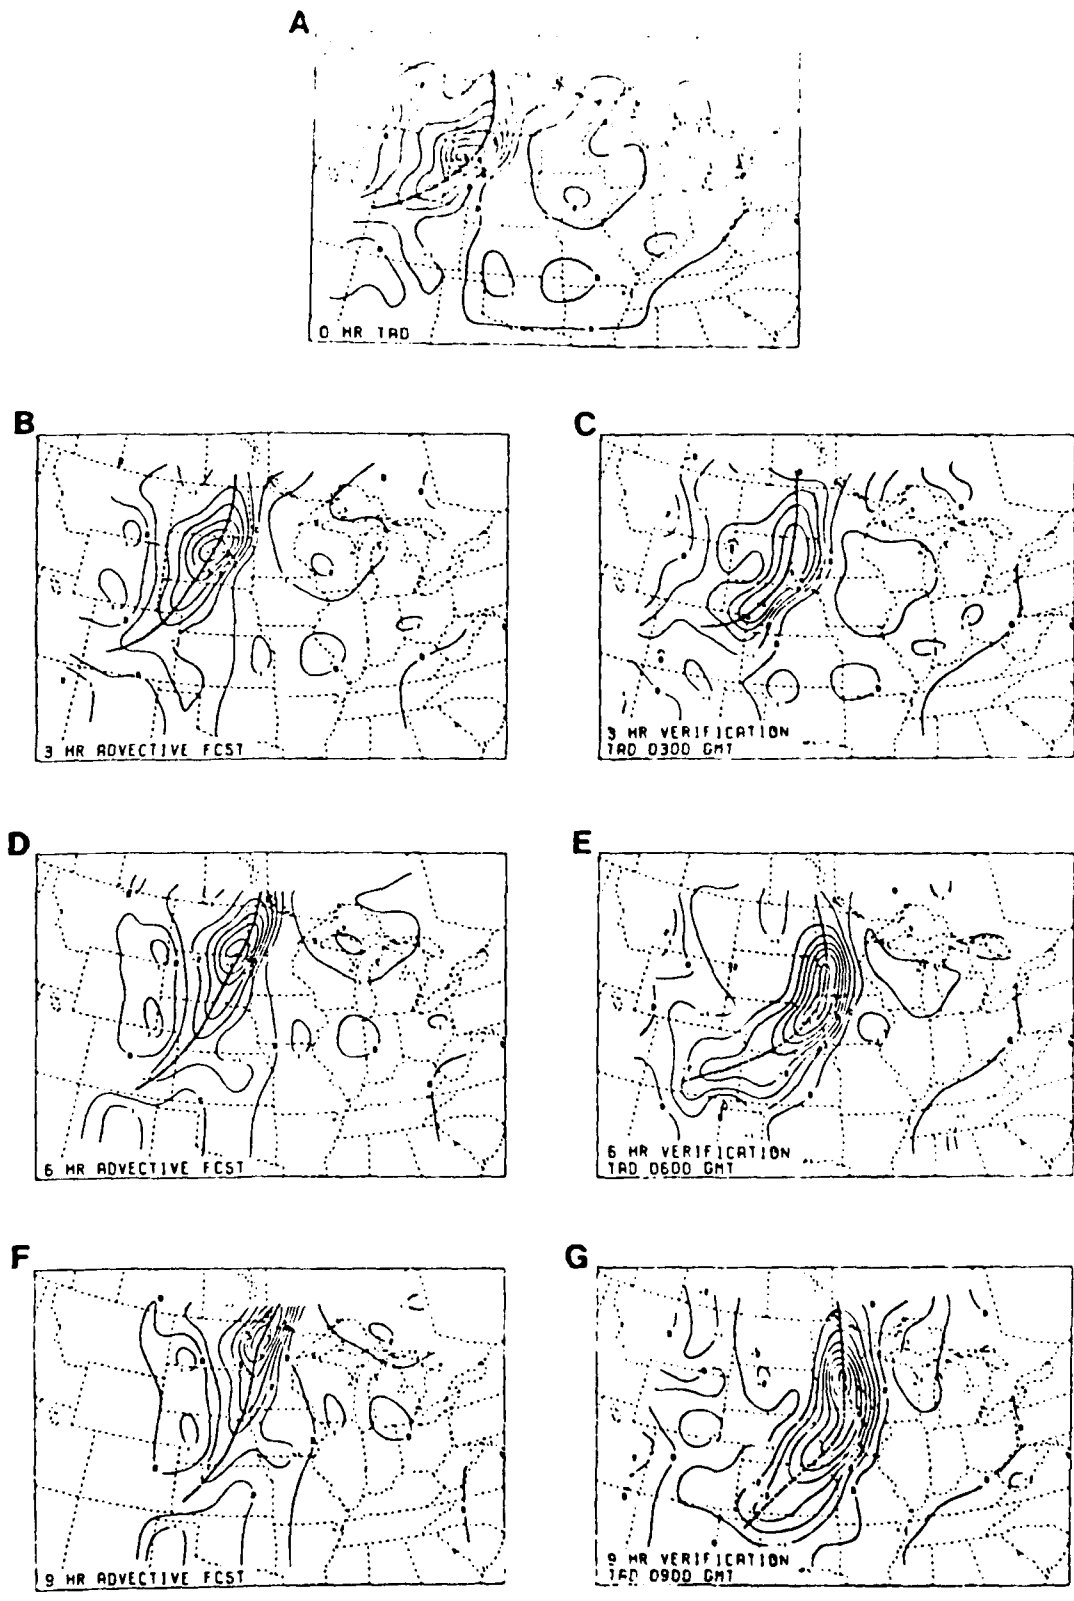 A
0 HR TAD
B
3 HR ADVECTIVE FCST
C
3 HR VERIFICATION
TAD 0300 GMT
D
6 HR ADVECTIVE FCST
E
6 HR VERIFICATION
TAD 0600 GMT
F
9 HR ADVECTIVE FCST
G
9 HR VERIFICATION
TAD 0900 GMT